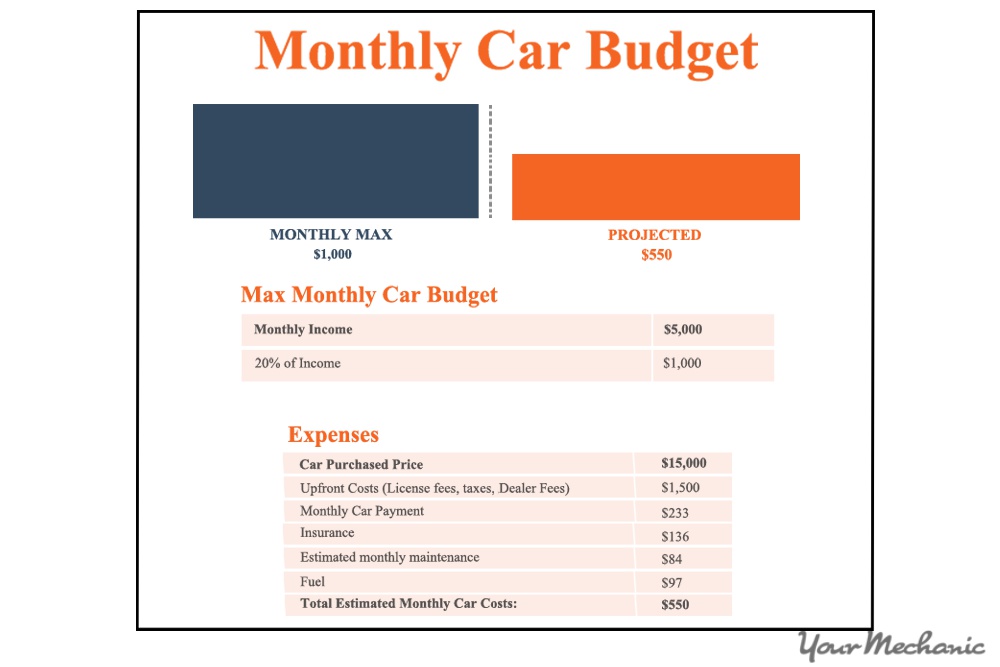 Monthly Car Budget
MONTHLY MAX
$1,000
PROJECTED
$550
Max Monthly Car Budget
Monthly Income $5,000
20% of Income $1,000
Expenses
Car Purchased Price $15,000
Upfront Costs (License fees, taxes, Dealer Fees) $1,500
Monthly Car Payment $233
Insurance $136
Estimated monthly maintenance $84
Fuel $97
Total Estimated Monthly Car Costs: $550
YourMechanic